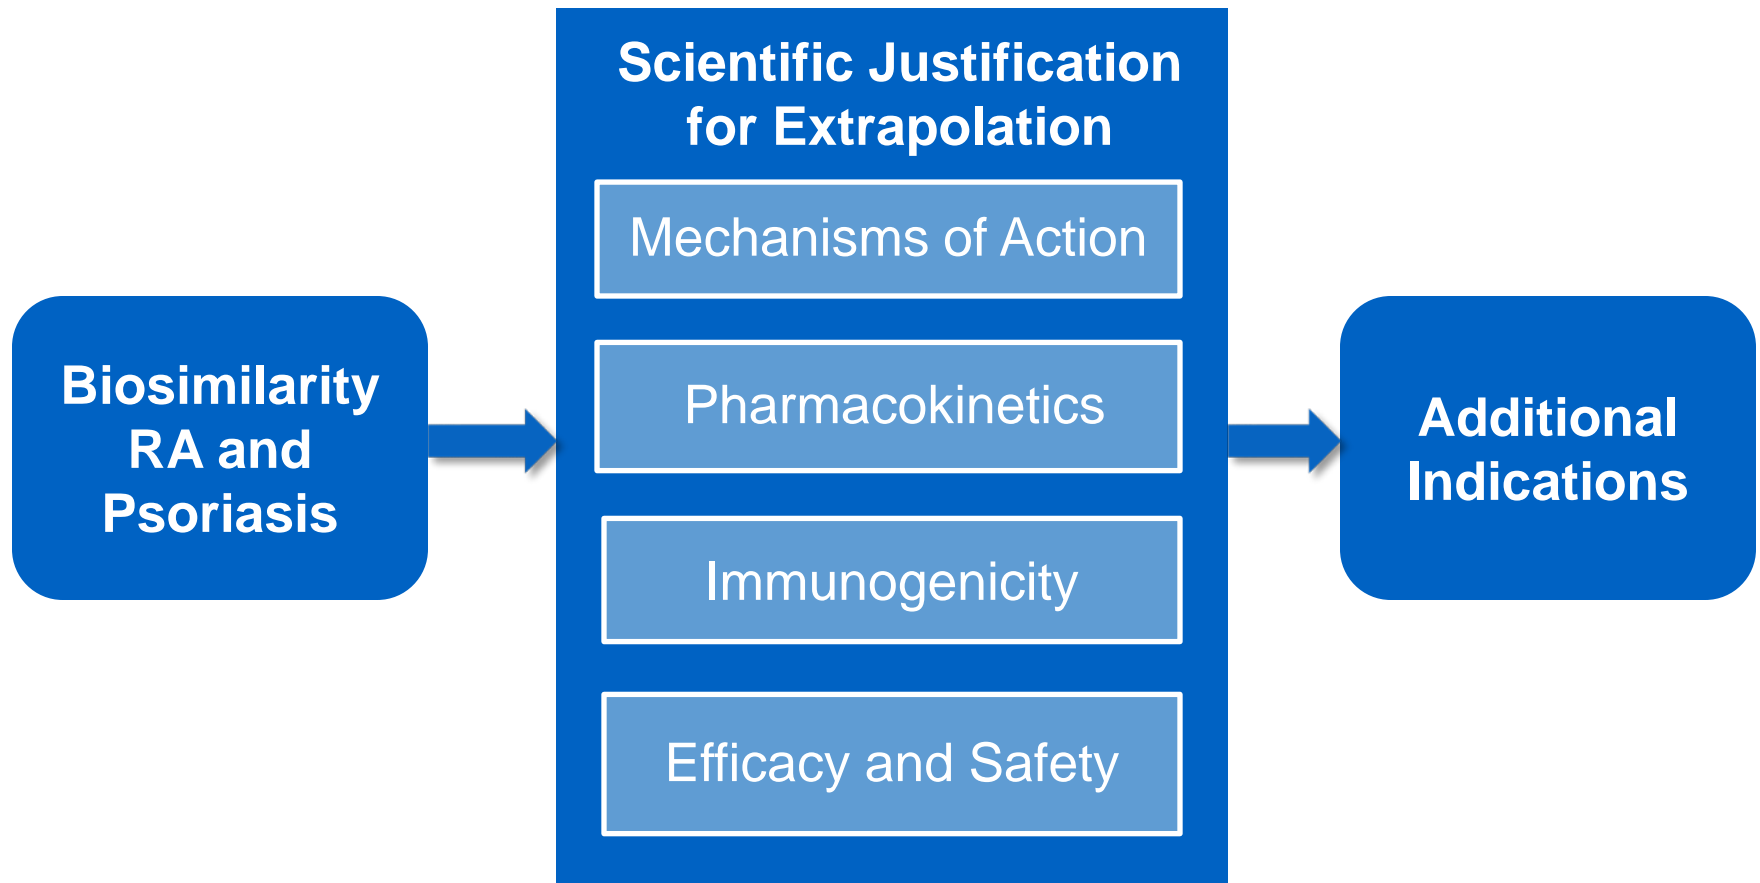 Biosimilarity
RA and
Psoriasis
Scientific Justification
for Extrapolation
Mechanisms of Action
Pharmacokinetics
Immunogenicity
Efficacy and Safety
Additional
Indications